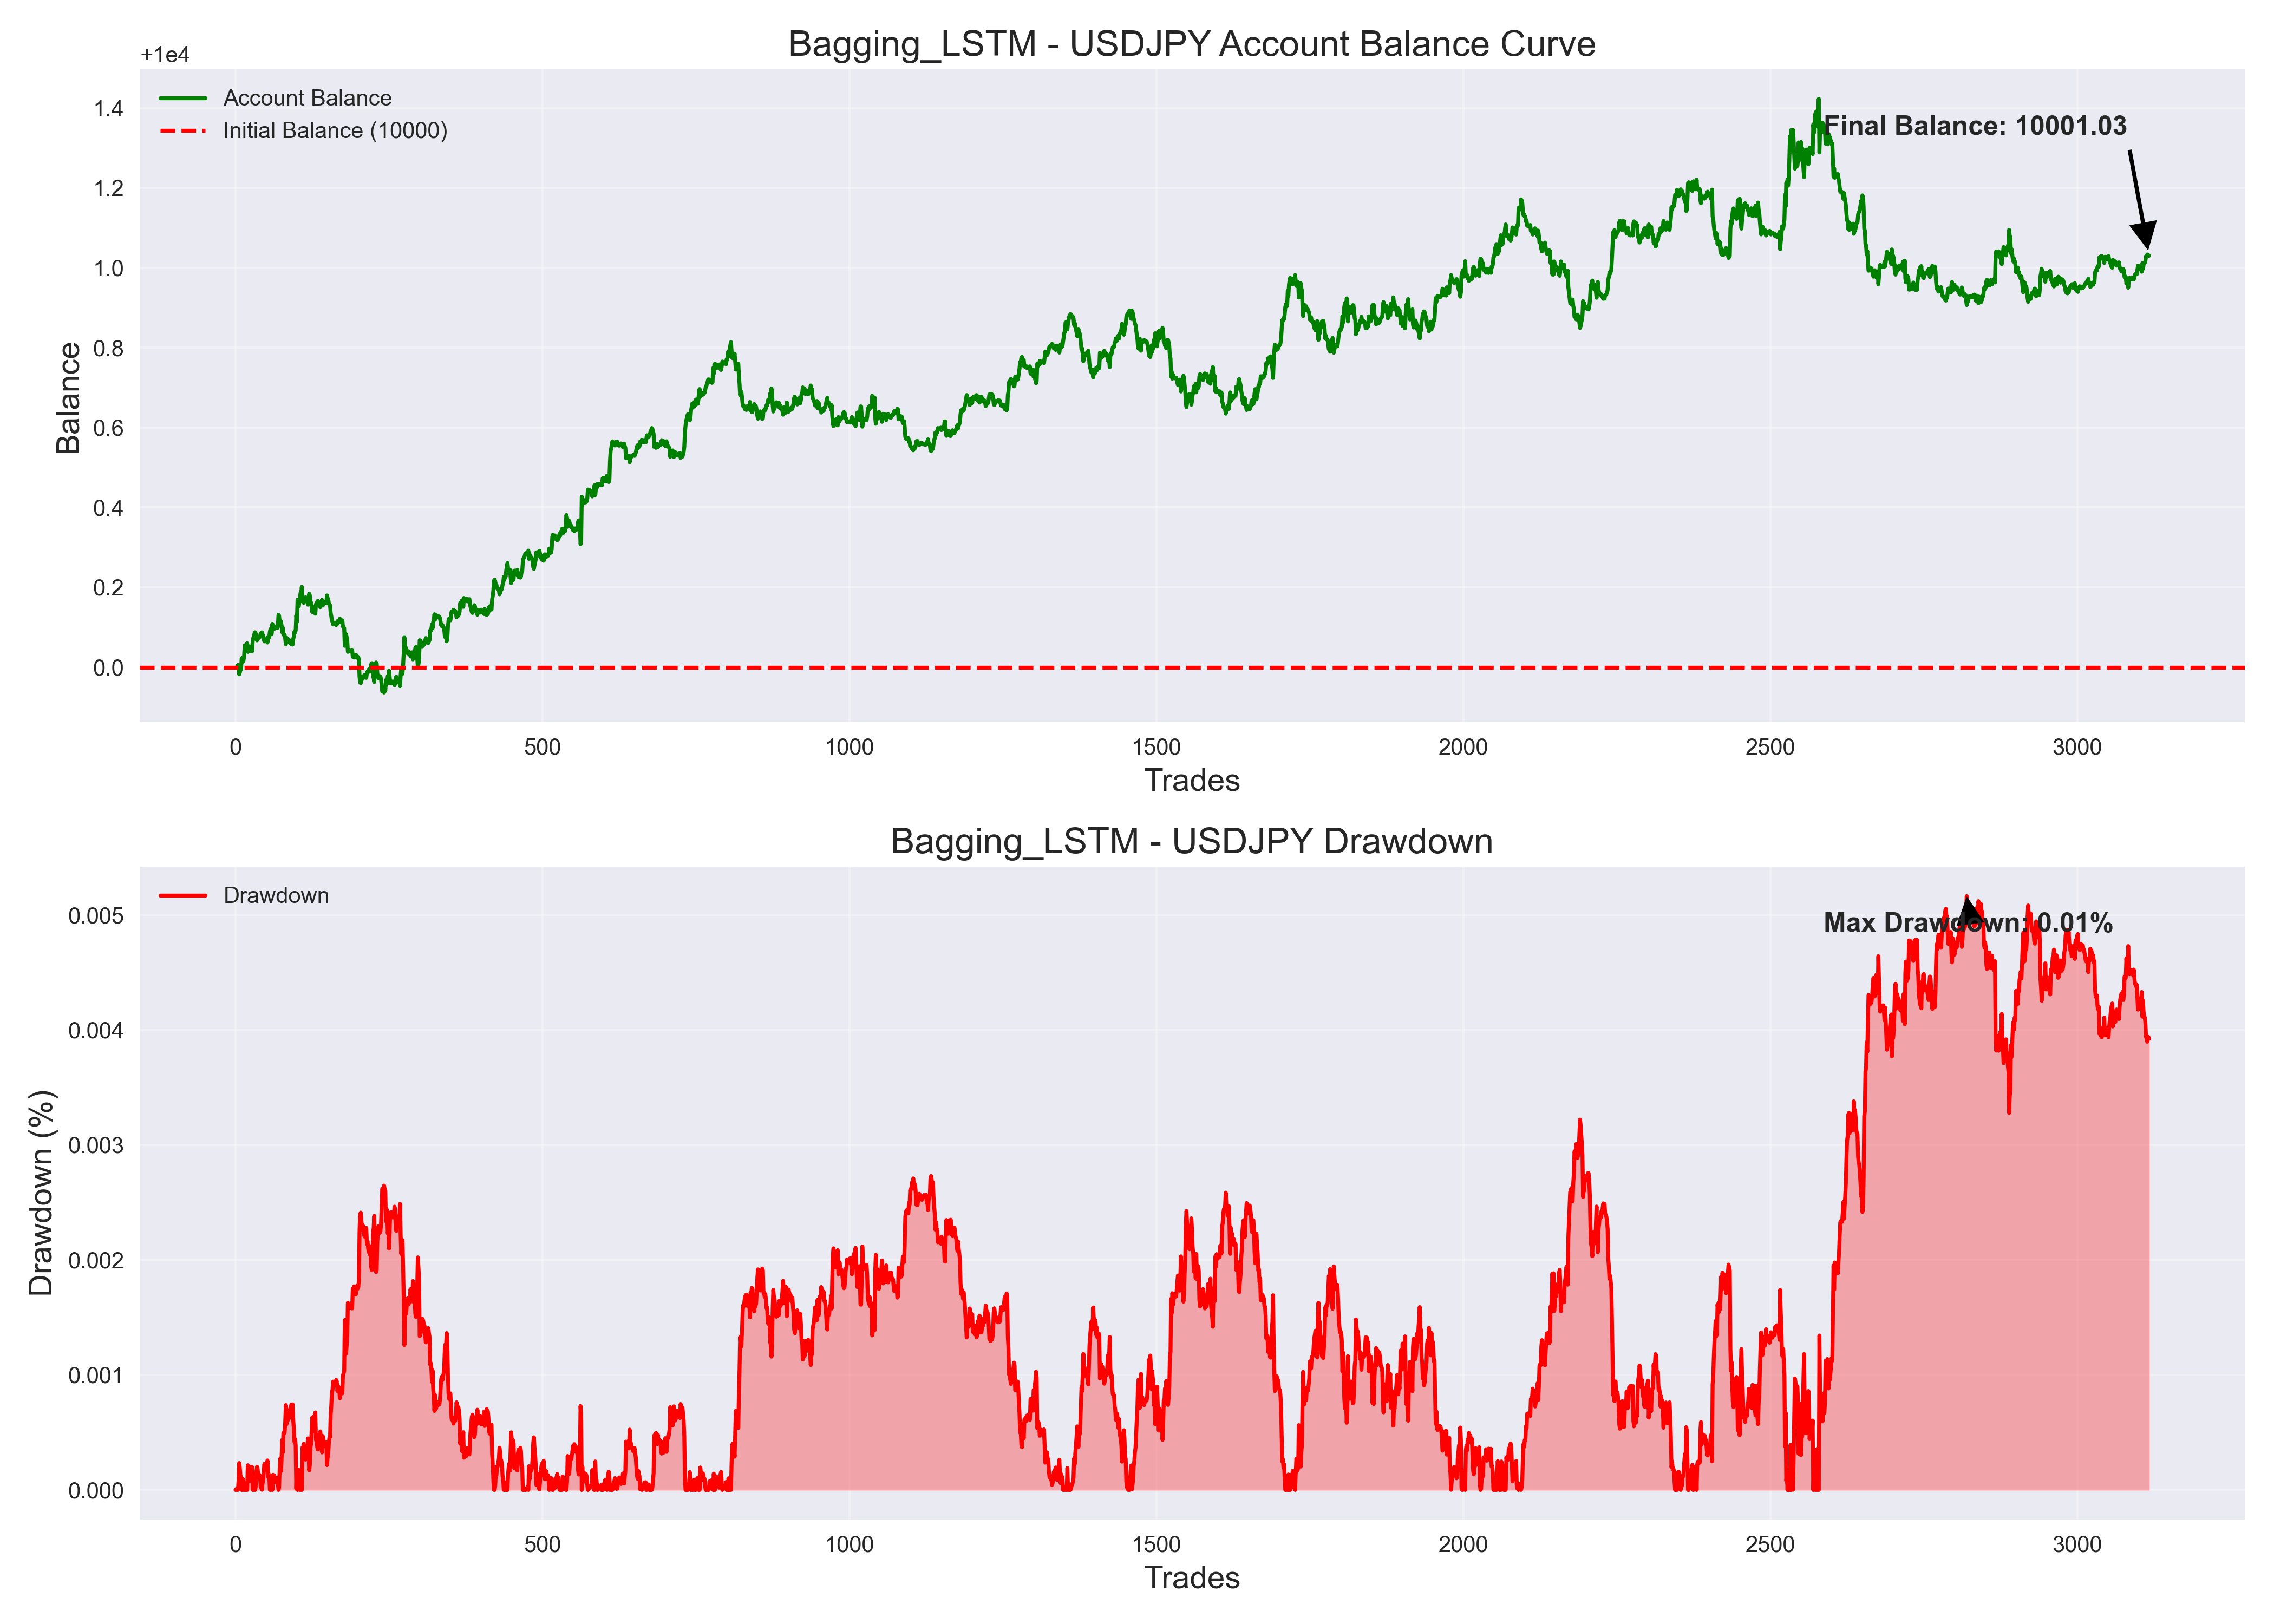 Bagging_LSTM - USDJPY Account Balance Curve
+1e4
Account Balance
Initial Balance (10000)
Final Balance: 10001.03
1.4
1.2
1.0
0.8
0.6
0.4
0.2
0.0
Balance
0 500 1000 1500 2000 2500 3000
Trades
Bagging_LSTM - USDJPY Drawdown
Drawdown
Max Drawdown: 0.01%
0.005
0.004
0.003
0.002
0.001
0.000
Drawdown (%)
0 500 1000 1500 2000 2500 3000
Trades